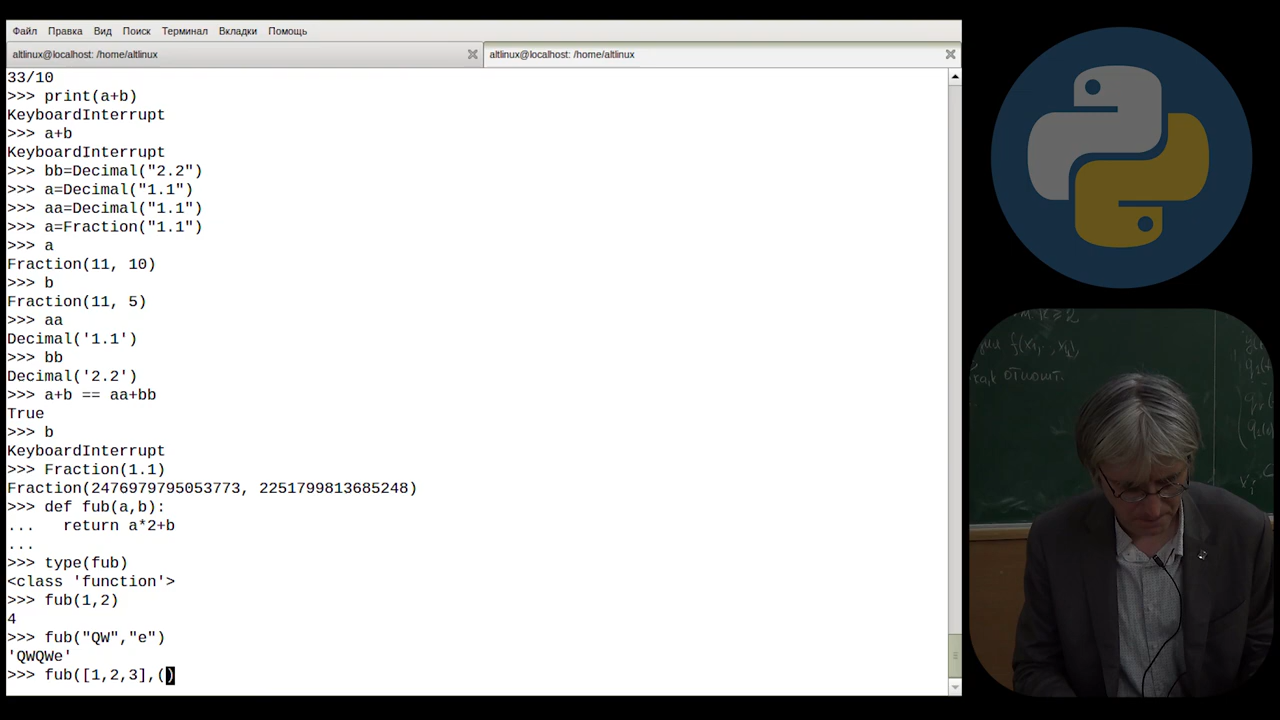 Файл Правка Вид Поиск Терминал Вкладки Помощь
altlinux@localhost: /home/altlinux altlinux@localhost: /home/altlinux
33/10
>>> print(a+b)
KeyboardInterrupt
>>> a+b
KeyboardInterrupt
>>> bb=Decimal("2.2")
>>> a=Decimal("1.1")
>>> aa=Decimal("1.1")
>>> a=Fraction("1.1")
>>> a
Fraction(11, 10)
>>> b
Fraction(11, 5)
>>> aa
Decimal('1.1')
>>> bb
Decimal('2.2')
>>> a+b == aa+bb
True
>>> b
KeyboardInterrupt
>>> Fraction(1.1)
Fraction(2476979795053773, 2251799813685248)
>>> def fub(a,b):
...   return a*2+b
...
>>> type(fub)
<class 'function'>
>>> fub(1,2)
4
>>> fub("QW","e")
'QWQWe'
>>> fub([1,2,3],()